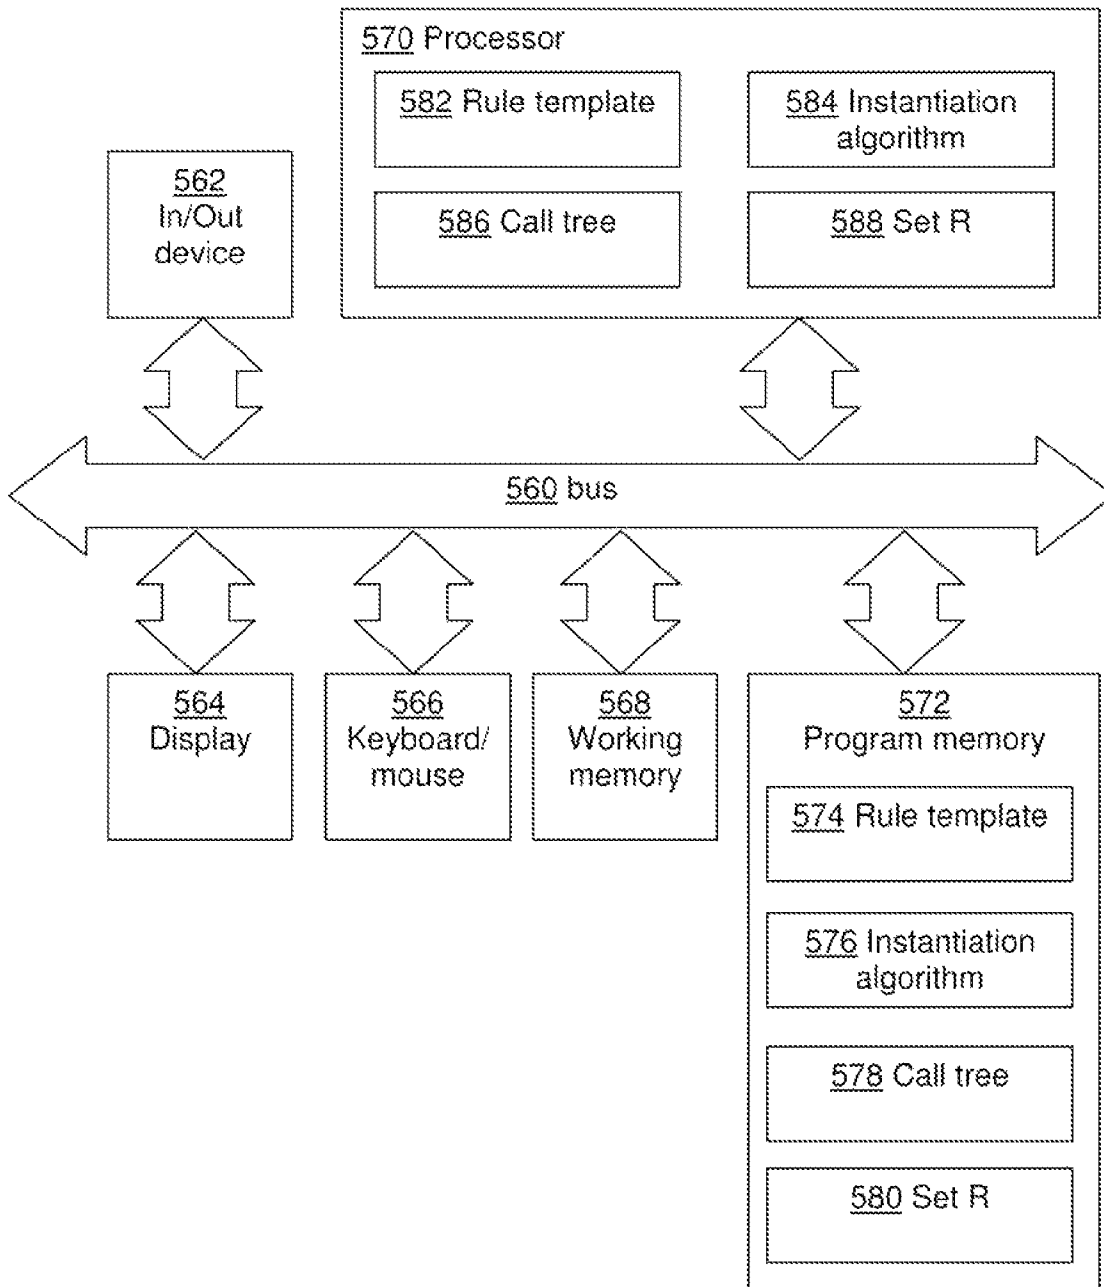 570 Processor
582 Rule template
584 Instantiation
algorithm
586 Call tree
588 Set R
562
In/Out
device
560 bus
564
Display
566
Keyboard/
mouse
568
Working
memory
572
Program memory
574 Rule template
576 Instantiation
algorithm
578 Call tree
580 Set R